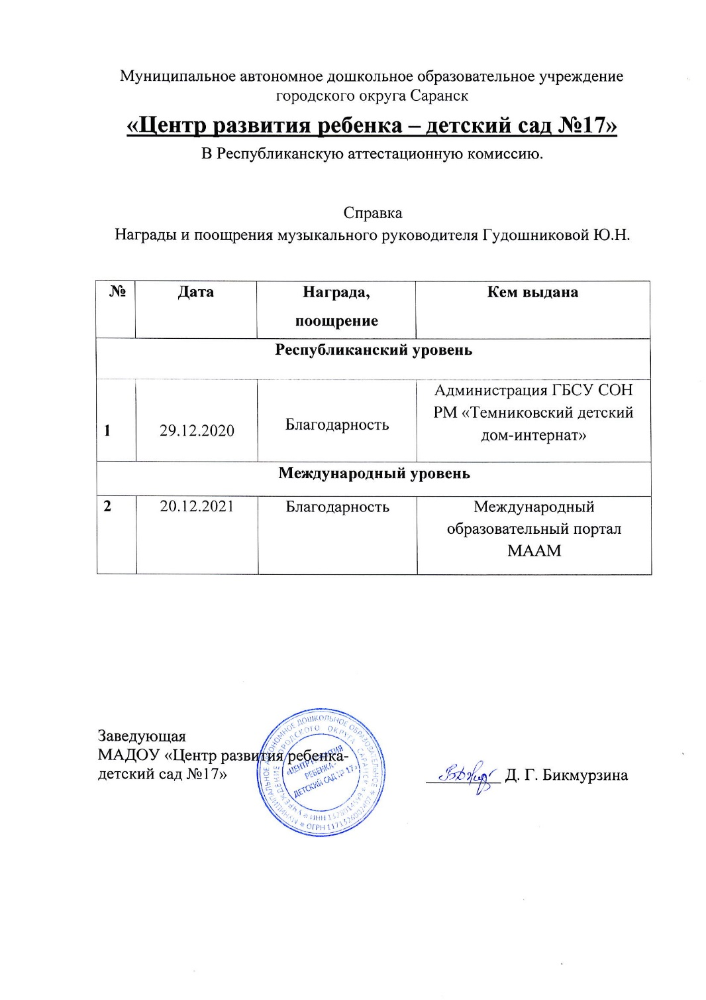 Муниципальное автономное дошкольное образовательное учреждение
городского округа Саранск
«Центр развития ребенка – детский сад №17»
В Республиканскую аттестационную комиссию.
Справка
Награды и поощрения музыкального руководителя Гудошниковой Ю.Н.
№ Дата Награда, Кем выдана
поощрение
Республиканский уровень
Администрация ГБСУ СОН
РМ «Темниковский детский
дом-интернат»
1 29.12.2020 Благодарность
Международный уровень
2 20.12.2021 Благодарность Международный
образовательный портал
МААМ
Заведующая
МАДОУ «Центр развития ребенка-
детский сад №17»
Д. Г. Бикмурзина
МУНИЦИПАЛЬНОЕ АВТОНОМНОЕ ДОШКОЛЬНОЕ ОБРАЗОВАТЕЛЬНОЕ
УЧРЕЖДЕНИЕ ГОРОДСКОГО ОКРУГА САРАНСК
«ЦЕНТР РАЗВИТИЯ
РЕБЕНКА-
ДЕТСКИЙ САД № 17»